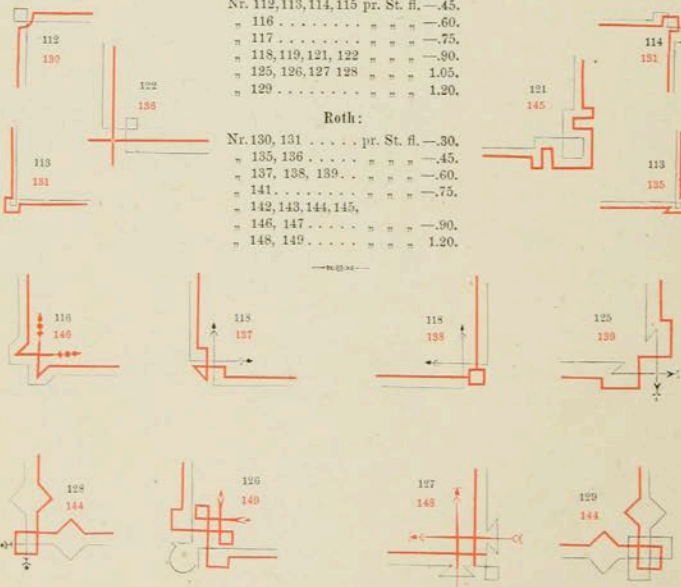 Nr. 112, 113, 114, 115 pr. St. fl. —.45.
„ 116 . . . . . . . . „ „ „ —.60.
„ 117 . . . . . . . . „ „ „ —.75.
„ 118, 119, 121, 122 „ „ „ —.90.
„ 125, 126, 127 128 „ „ „ 1.05.
„ 129 . . . . . . . . „ „ „ 1.20.
Roth:
Nr. 130, 131 . . . . . pr. St. fl. —.30.
„ 135, 136 . . . . . „ „ „ —.45.
„ 137, 138, 139 . . „ „ „ —.60.
„ 141 . . . . . . . . „ „ „ —.75.
„ 142, 143, 144, 145,
„ 146, 147 . . . . . „ „ „ —.90.
„ 148, 149 . . . . . „ „ „ 1.20.
112
130
122
136
114
131
121
145
113
131
113
135
116
146
118
137
118
138
125
139
128
144
126
149
127
148
129
144